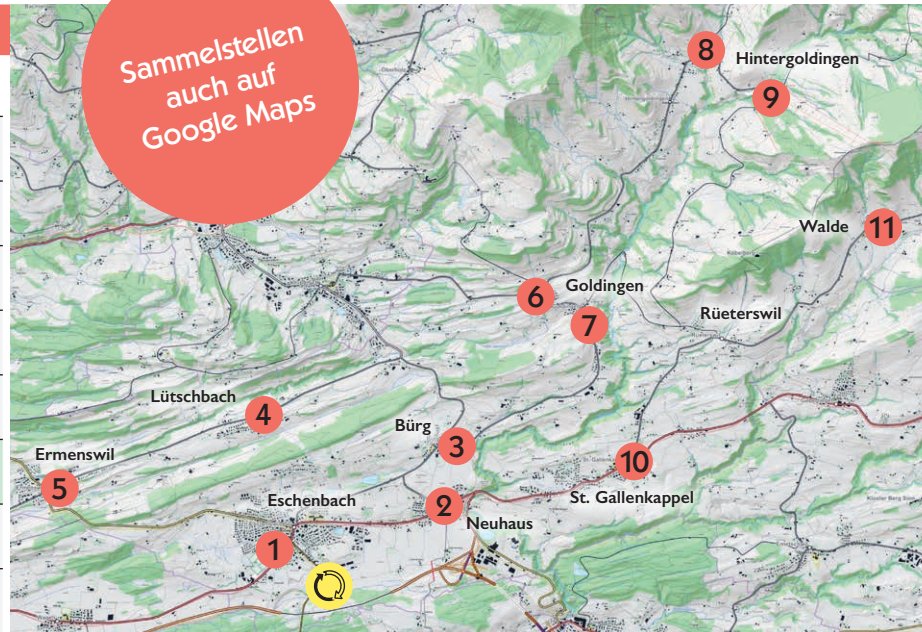 Sammelstellen
auch auf
Google Maps
8
Hintergoldingen
9
Walde
11
6
Goldingen
7
Rüeterswil
Lütschbach
4
Bürg
3
Ermenswil
5
10
St. Gallenkappel
Eschenbach
2
Neuhaus
1